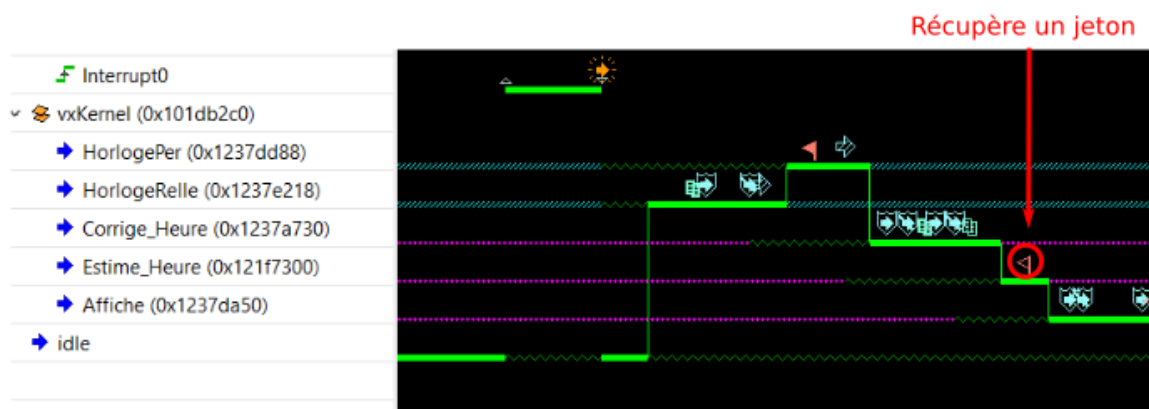 Récupère un jeton
Interrupt0
vxKernel (0x101db2c0)
HorlogePer (0x1237dd88)
HorlogeRelle (0x1237e218)
Corrige_Heure (0x1237a730)
Estime_Heure (0x121f7300)
Affiche (0x1237da50)
idle